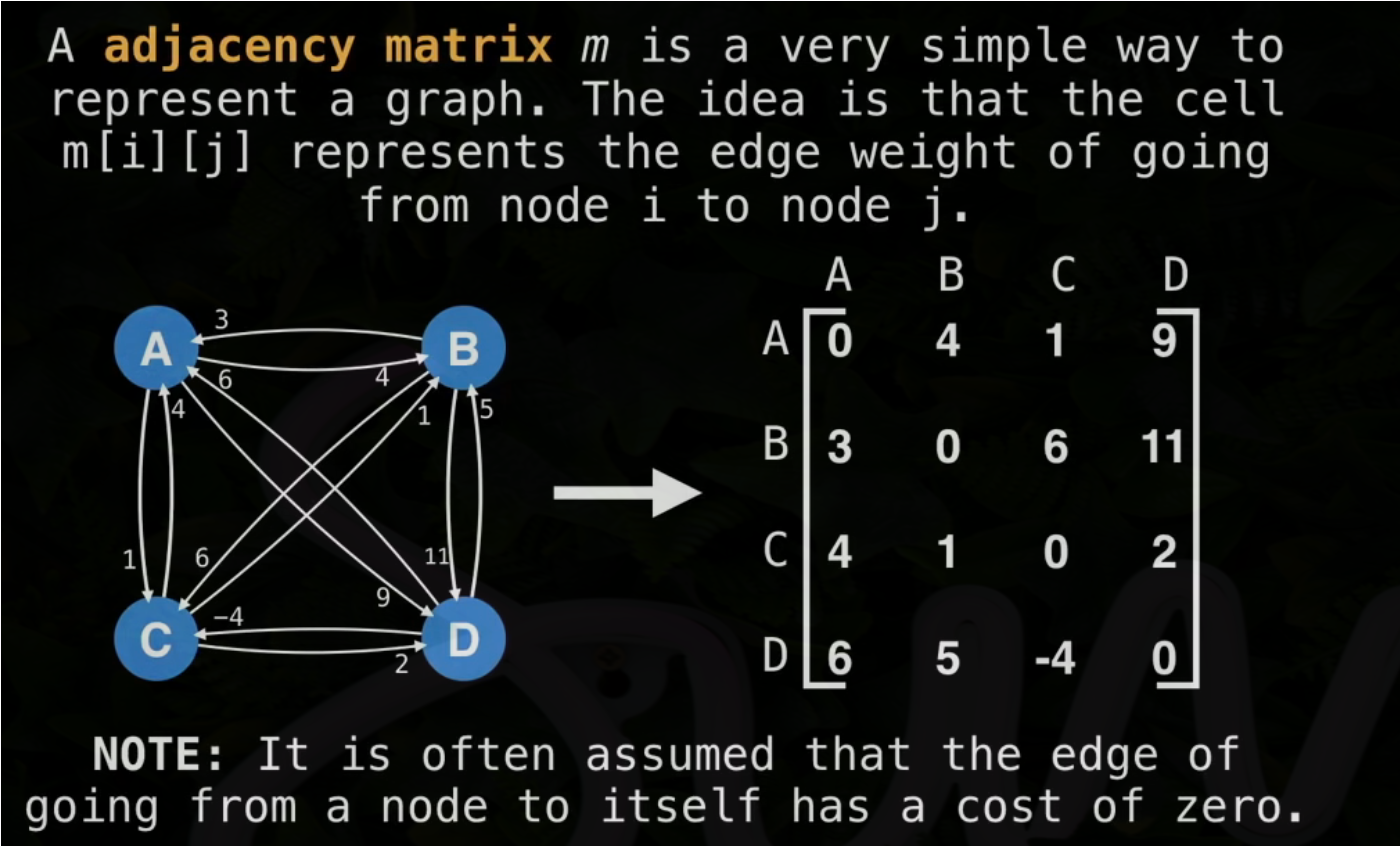 A adjacency matrix m is a very simple way to
represent a graph. The idea is that the cell
m[i][j] represents the edge weight of going
from node i to node j.
A B C D
A 0 4 1 9
B 3 0 6 11
C 4 1 0 2
D 6 5 -4 0
A 3 B
6 4
4 1 5
1 6 11
9
C −4 D
2
NOTE: It is often assumed that the edge of
going from a node to itself has a cost of zero.